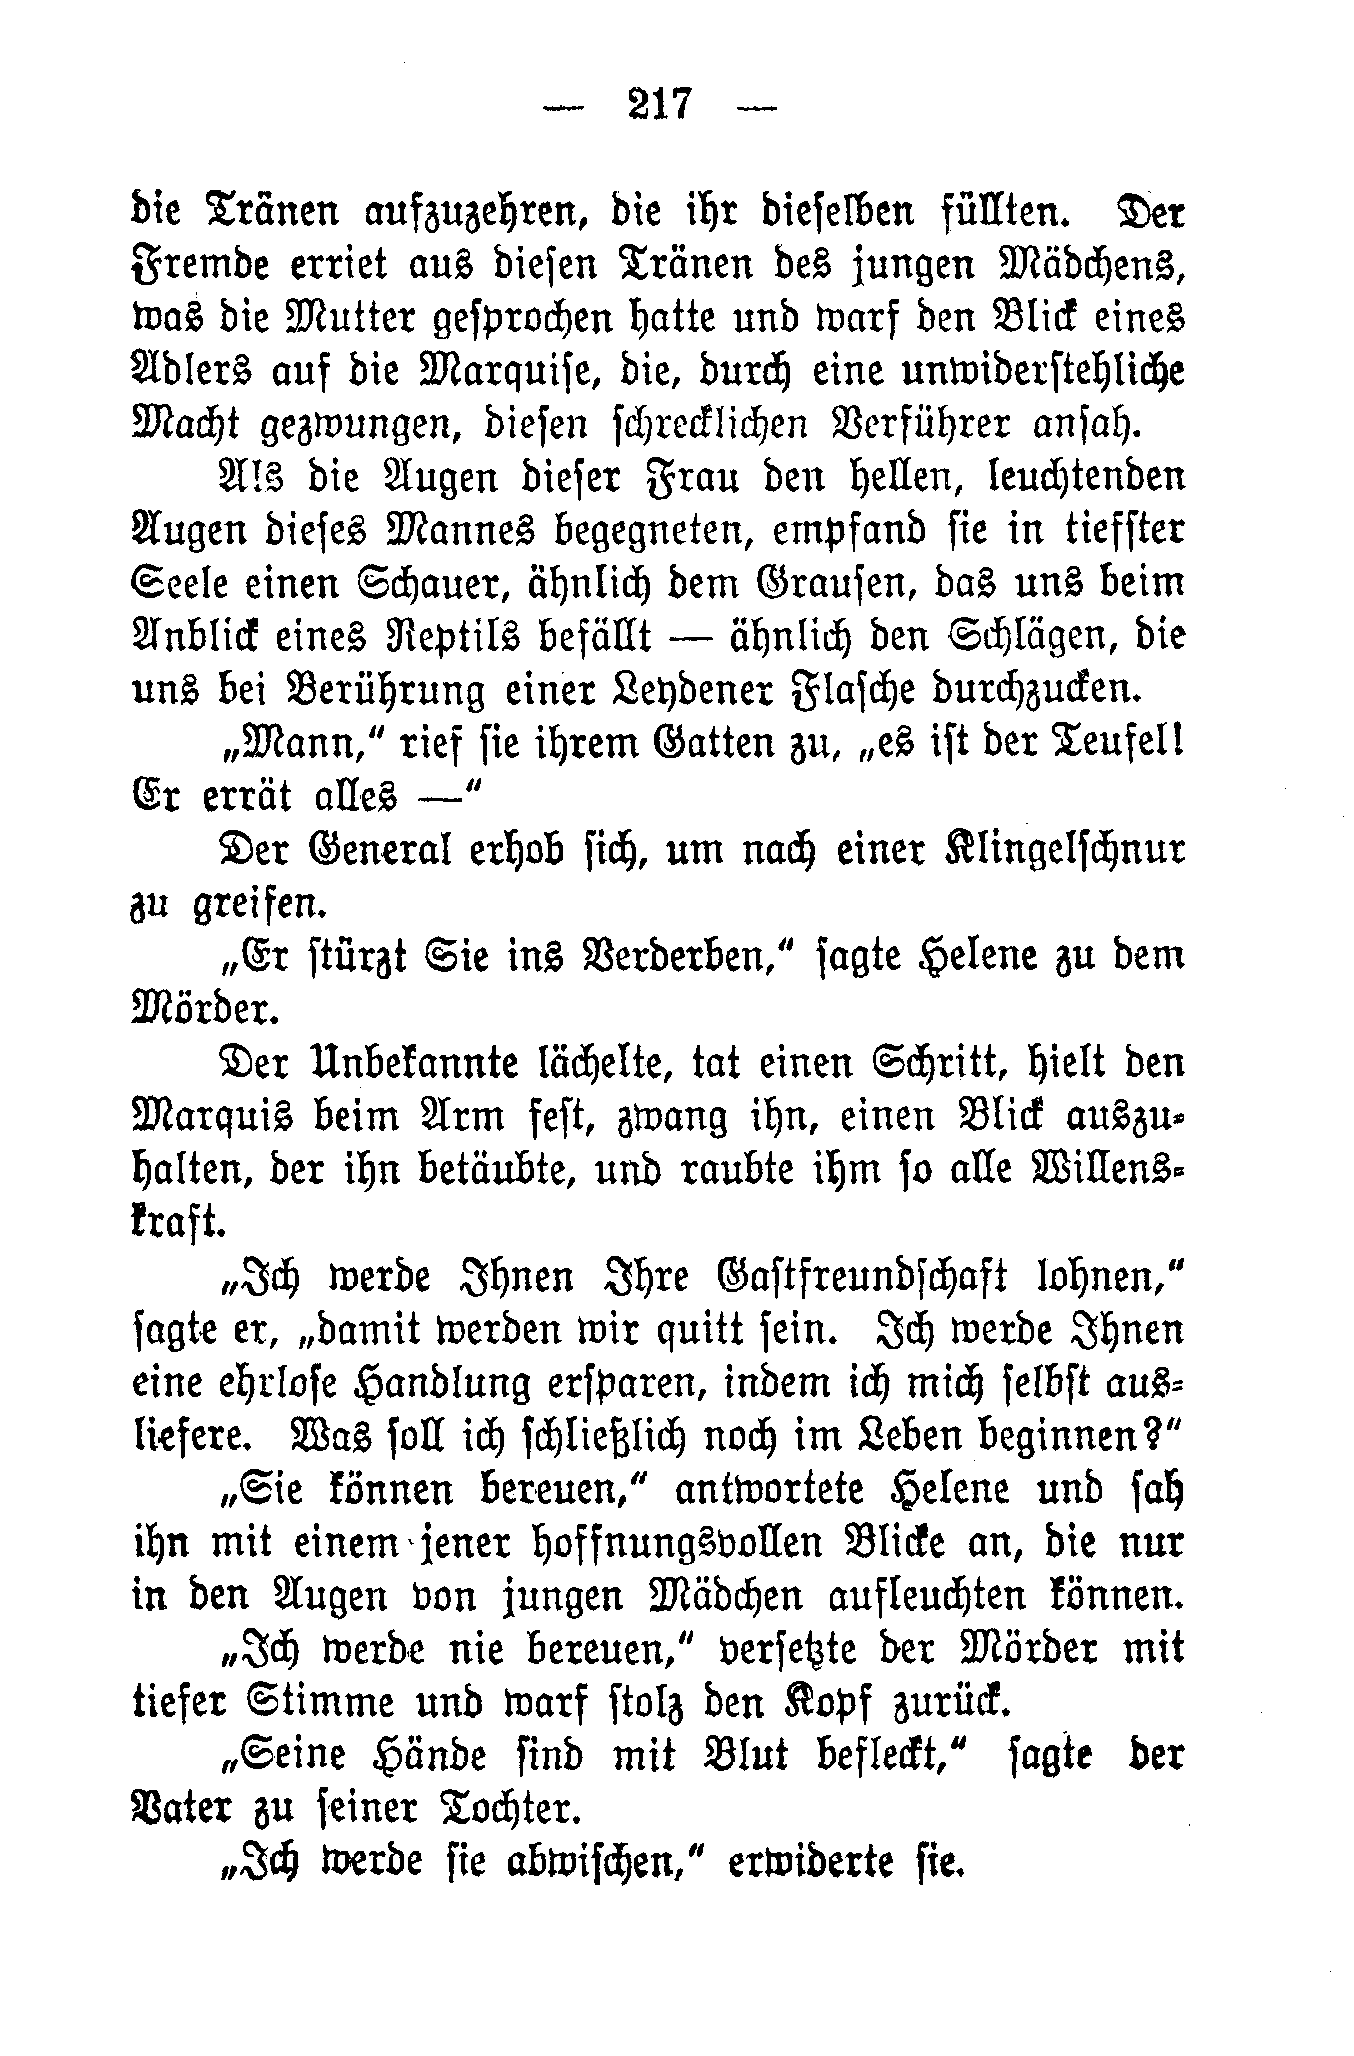 — 217 —
die Tränen aufzuzehren, die ihr dieselben füllten. Der
Fremde erriet aus diesen Tränen des jungen Mädchens,
was die Mutter gesprochen hatte und warf den Blick eines
Adlers auf die Marquise, die, durch eine unwiderstehliche
Macht gezwungen, diesen schrecklichen Verführer ansah.
Als die Augen dieser Frau den hellen, leuchtenden
Augen dieses Mannes begegneten, empfand sie in tiefster
Seele einen Schauer, ähnlich dem Grausen, das uns beim
Anblick eines Reptils befällt — ähnlich den Schlägen, die
uns bei Berührung einer Leydener Flasche durchzucken.
„Mann,“ rief sie ihrem Gatten zu, „es ist der Teufel!
Er errät alles —“
Der General erhob sich, um nach einer Klingelschnur
zu greifen.
„Er stürzt Sie ins Verderben,“ sagte Helene zu dem
Mörder.
Der Unbekannte lächelte, tat einen Schritt, hielt den
Marquis beim Arm fest, zwang ihn, einen Blick auszu-
halten, der ihn betäubte, und raubte ihm so alle Willens-
kraft.
„Ich werde Ihnen Ihre Gastfreundschaft lohnen,“
sagte er, „damit werden wir quitt sein. Ich werde Ihnen
eine ehrlose Handlung ersparen, indem ich mich selbst aus-
liefere. Was soll ich schließlich noch im Leben beginnen?“
„Sie können bereuen,“ antwortete Helene und sah
ihn mit einem jener hoffnungsvollen Blicke an, die nur
in den Augen von jungen Mädchen aufleuchten können.
„Ich werde nie bereuen,“ versetzte der Mörder mit
tiefer Stimme und warf stolz den Kopf zurück.
„Seine Hände sind mit Blut befleckt,“ sagte der
Vater zu seiner Tochter.
„Ich werde sie abwischen,“ erwiderte sie.